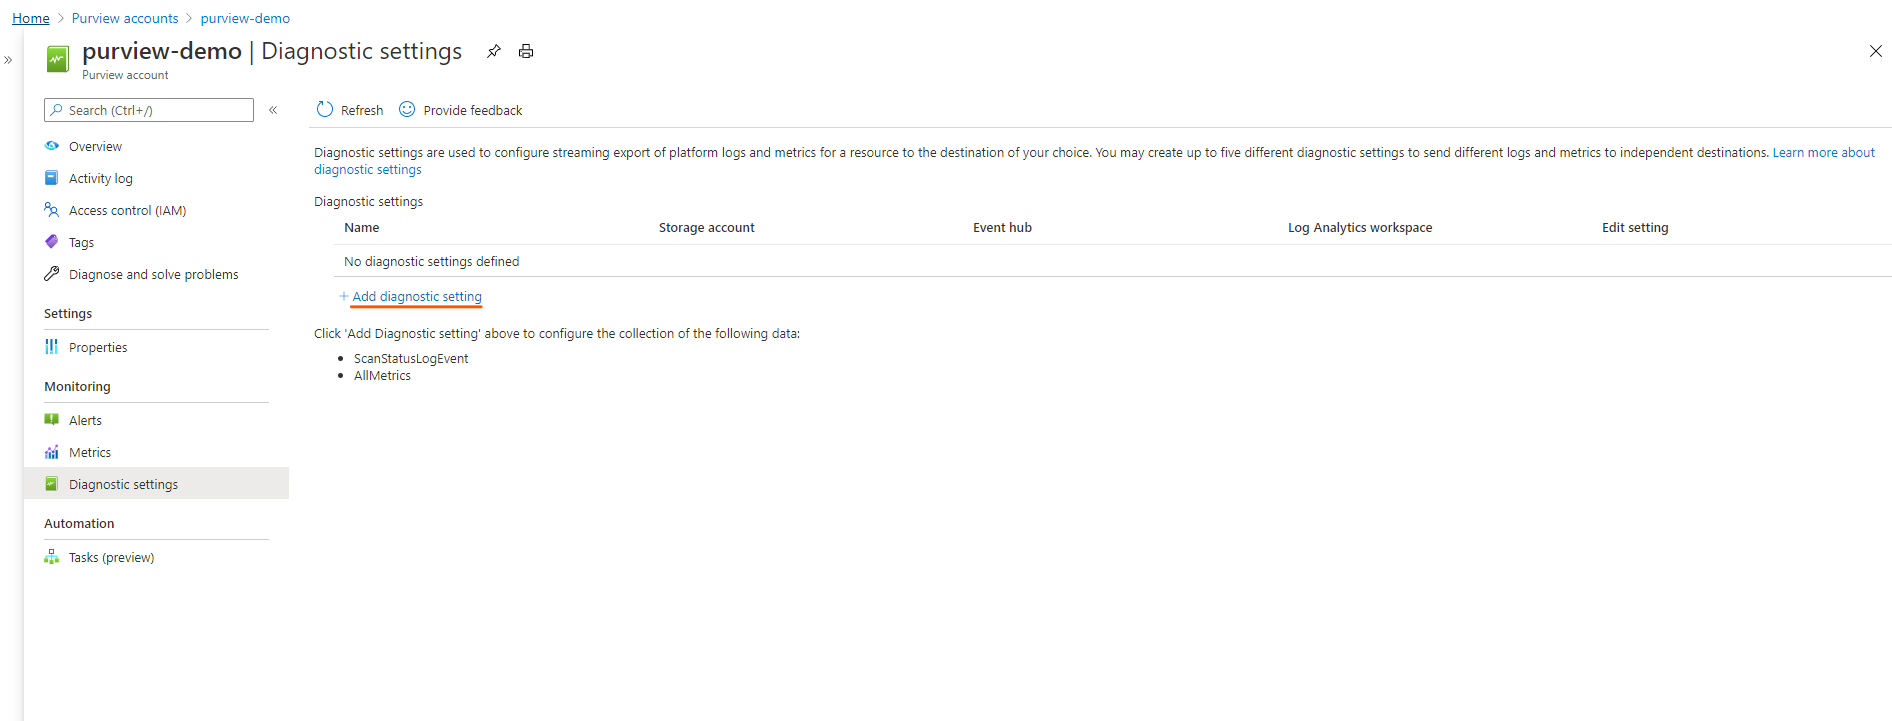 Home > Purview accounts > purview-demo
purview-demo | Diagnostic settings
Purview account
Search (Ctrl+/)
Overview
Activity log
Access control (IAM)
Tags
Diagnose and solve problems
Settings
Properties
Monitoring
Alerts
Metrics
Diagnostic settings
Automation
Tasks (preview)
Refresh Provide feedback
Diagnostic settings are used to configure streaming export of platform logs and metrics for a resource to the destination of your choice. You may create up to five different diagnostic settings to send different logs and metrics to independent destinations. Learn more about
diagnostic settings
Diagnostic settings
Name Storage account Event hub Log Analytics workspace Edit setting
No diagnostic settings defined
+ Add diagnostic setting
Click 'Add Diagnostic setting' above to configure the collection of the following data:
• ScanStatusLogEvent
• AllMetrics